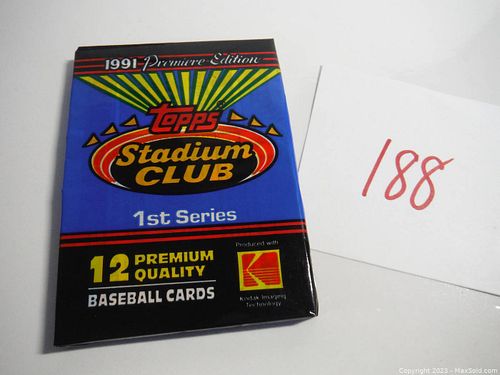 1991 Premiere Edition
Topps®
Stadium
CLUB
1st Series
12 PREMIUM
QUALITY
BASEBALL CARDS
Produced with
K
Kodak Imaging
Technology
188
Copyright 2023 - MaxSold.com